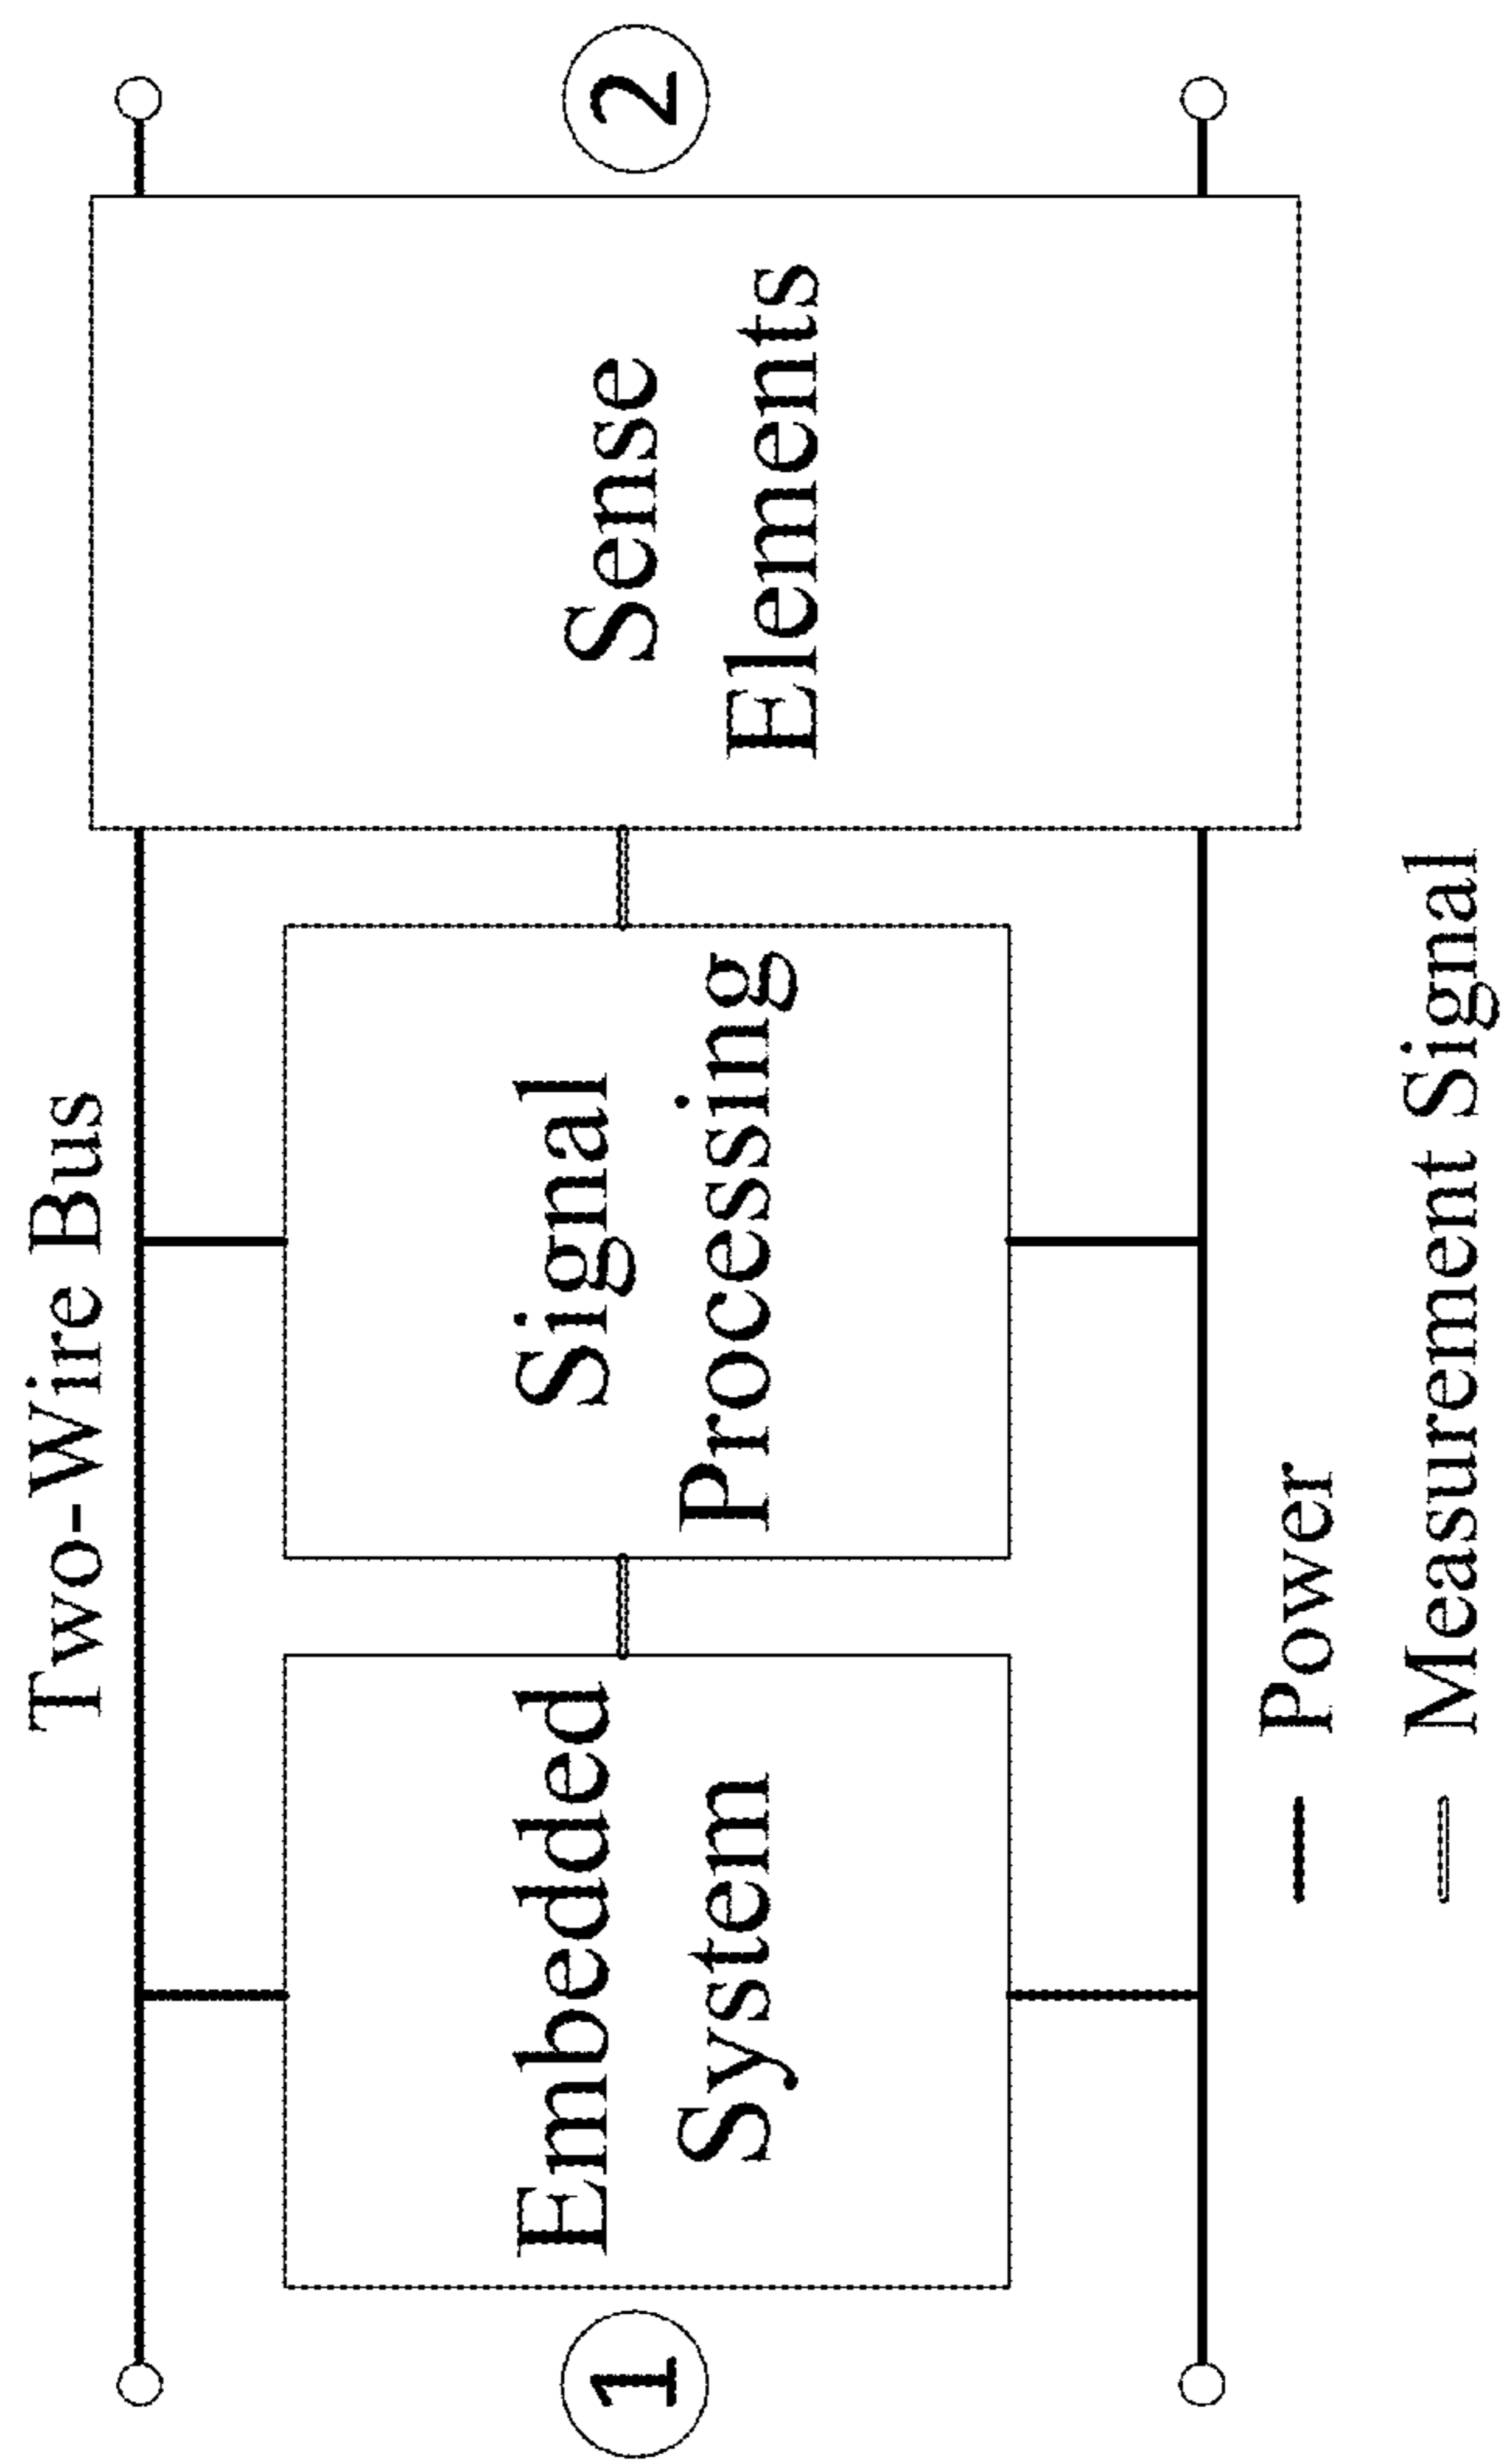 Two-Wire Bus
1
Embedded
System
Signal
Processing
Sense
Elements
2
Power
Measurement Signal